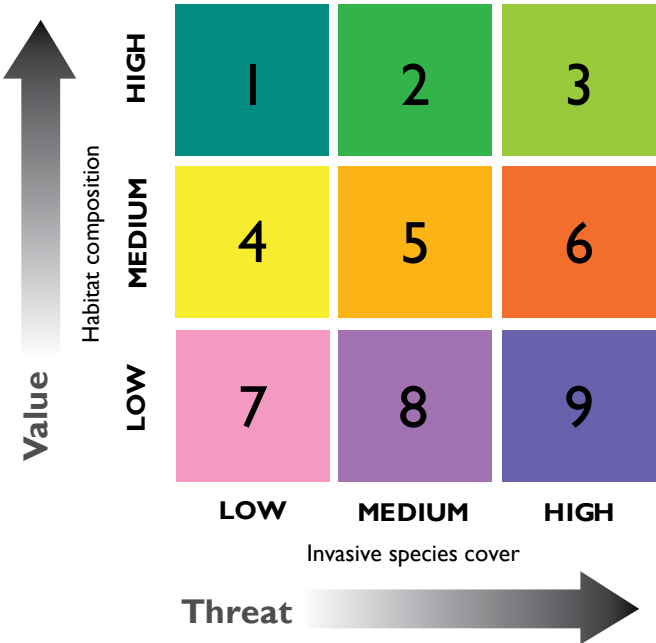 HIGH
1
2
3
MEDIUM
4
5
6
LOW
7
8
9
Habitat composition
Value
LOW
MEDIUM
HIGH
Invasive species cover
Threat